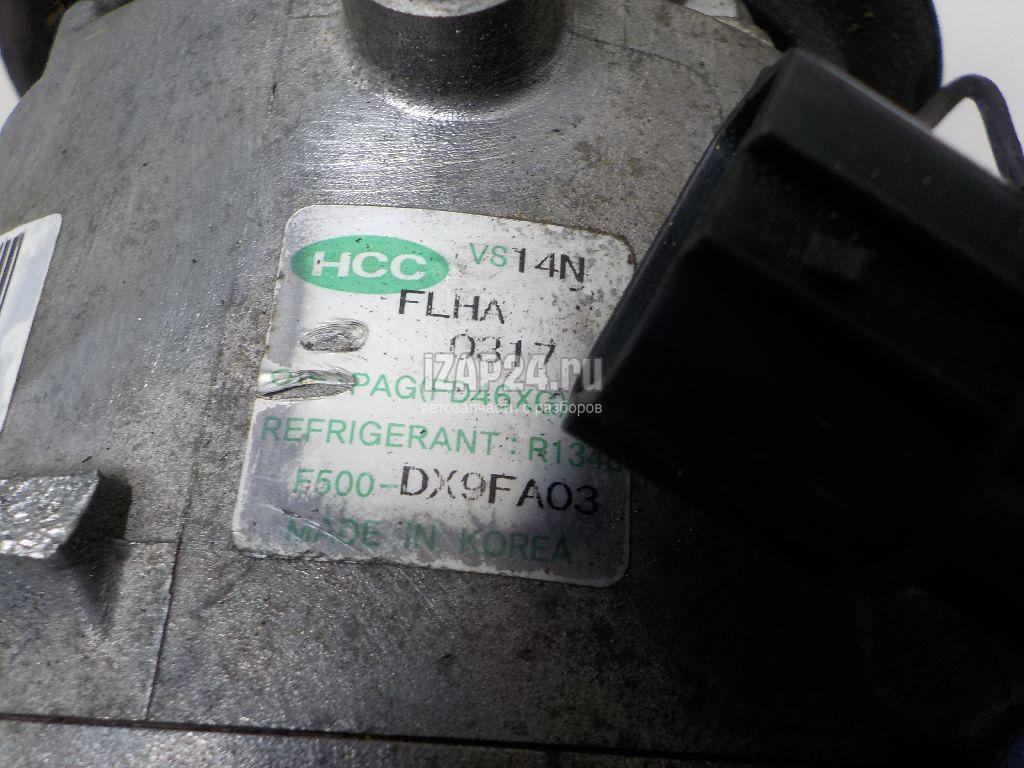 HCC VS14N
FLHA
0317
PAG(FD46XG)
REFRIGERANT: R134
F500-DX9FA03
MADE IN KOREA
iZAP24.ru
автозапчасти с разборов